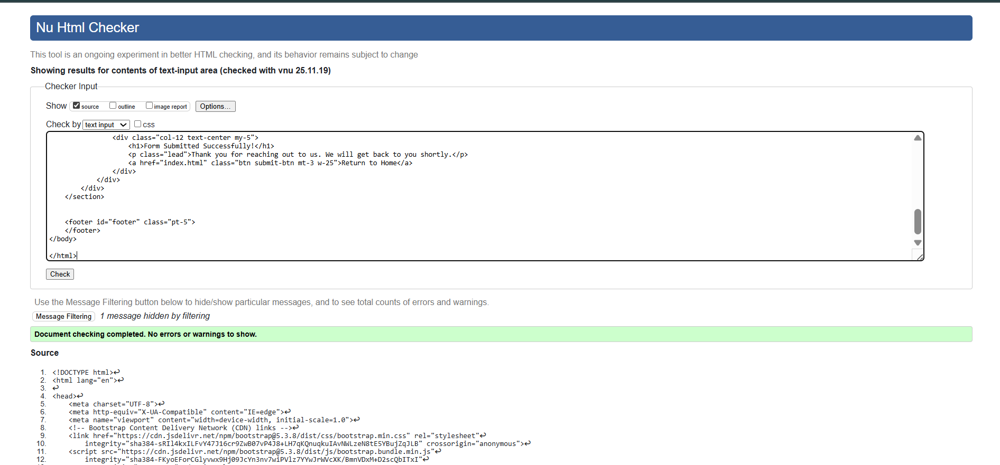 Nu Html Checker
This tool is an ongoing experiment in better HTML checking, and its behavior remains subject to change
Showing results for contents of text-input area (checked with vnu 25.11.19)
Checker Input
Show source outline image report Options...
Check by text input css
<div class="col-12 text-center my-5">
<h1>Form Submitted Successfully!</h1>
<p class="lead">Thank you for reaching out to us. We will get back to you shortly.</p>
<a href="index.html" class="btn submit-btn mt-3 w-25">Return to Home</a>
</div>
</div>
</div>
</section>
<footer id="footer" class="pt-5">
</footer>
</body>
</html>
Check
Use the Message Filtering button below to hide/show particular messages, and to see total counts of errors and warnings.
Message Filtering 1 message hidden by filtering
Document checking completed. No errors or warnings to show.
Source
1. <!DOCTYPE html>↩
2. <html lang="en">↩
3. ↩
4. <head>↩
5. <meta charset="UTF-8">↩
6. <meta http-equiv="X-UA-Compatible" content="IE=edge">↩
7. <meta name="viewport" content="width=device-width, initial-scale=1.0">↩
8. <!-- Bootstrap Content Delivery Network (CDN) links -->↩
9. <link href="https://cdn.jsdelivr.net/npm/bootstrap@5.3.8/dist/css/bootstrap.min.css" rel="stylesheet"↩
10. integrity="sha384-sRIl4kxILFvY47J16cr9ZwB07vP4J8+LH7qKQnuqkuIAvNWLzeN8tE5YBujZqJLB" crossorigin="anonymous">↩
11. <script src="https://cdn.jsdelivr.net/npm/bootstrap@5.3.8/dist/js/bootstrap.bundle.min.js"↩
12. integrity="sha384-FKyoEForCGlyvwx9Hj09JcYn3nv7wiPVlz7YYwJrWVcXK/BmnVDxM+D2scQbITxI"↩